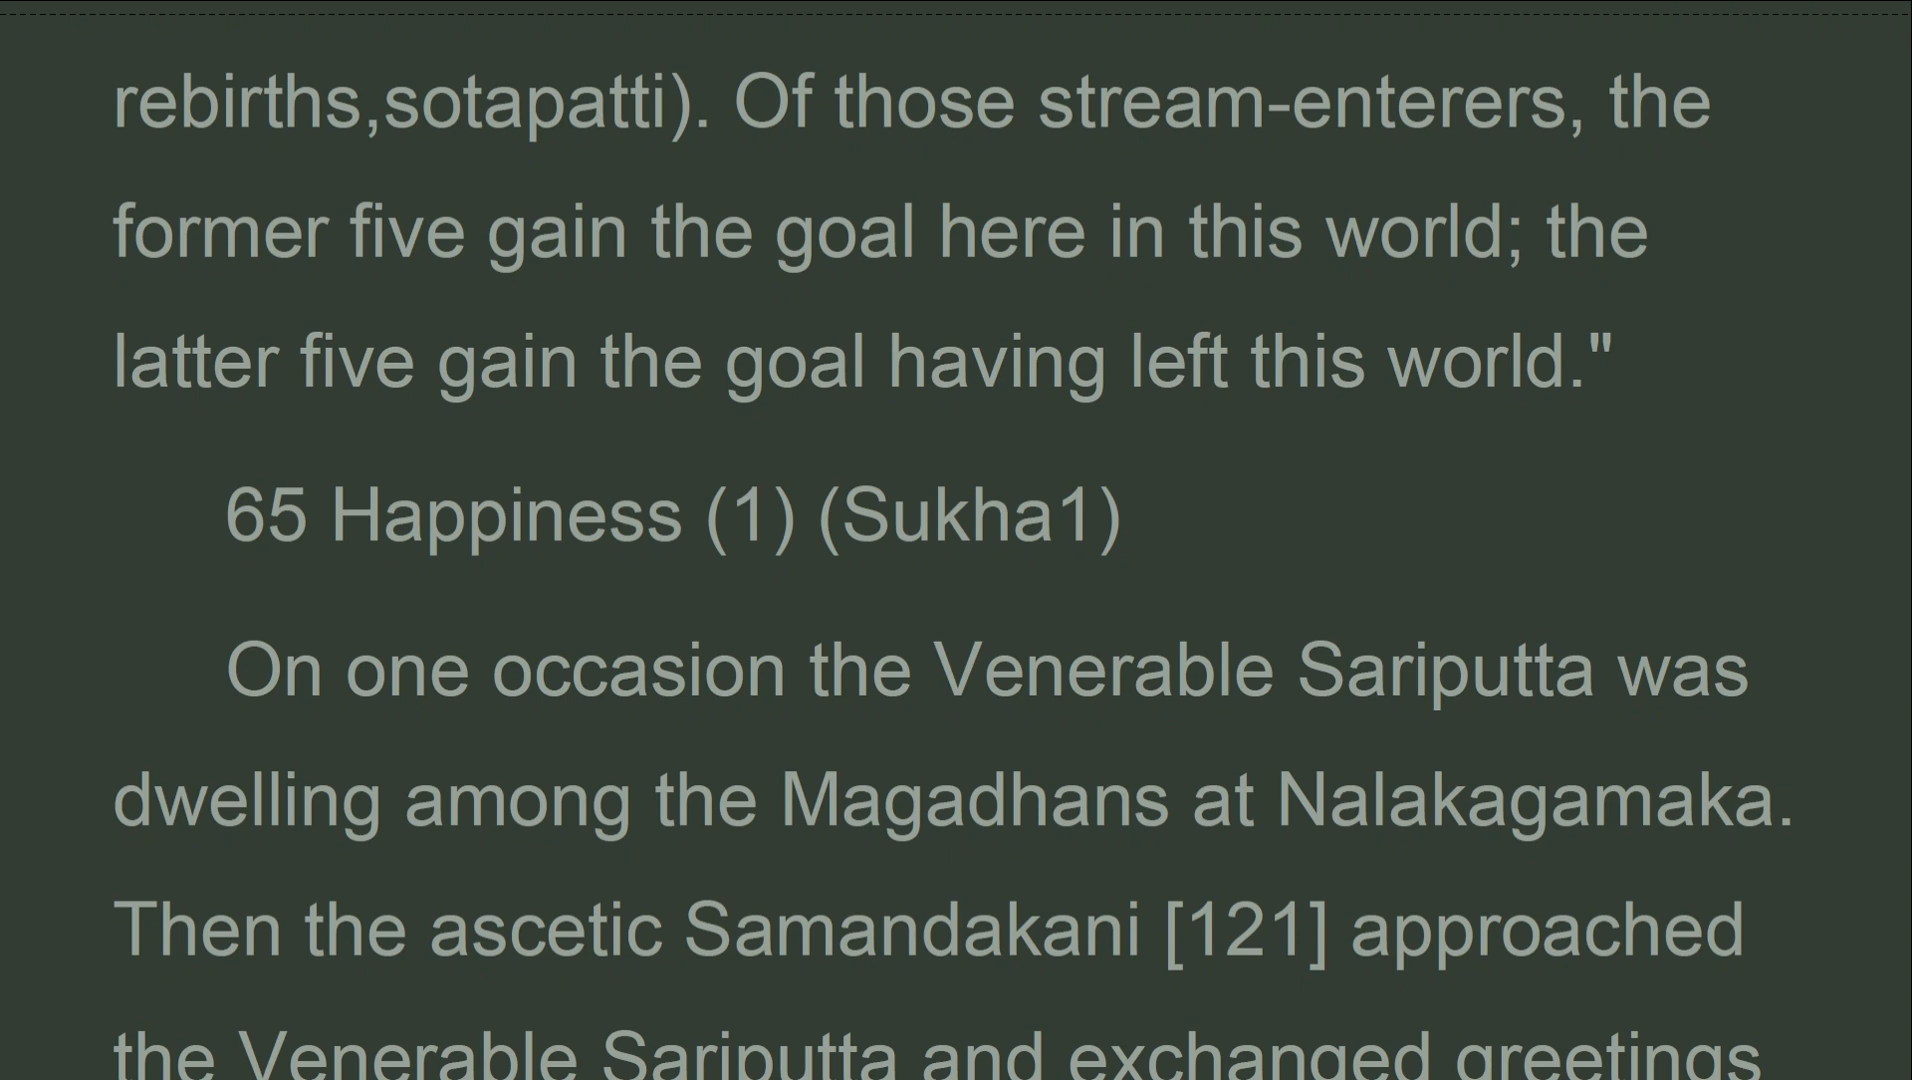 rebirths,sotapatti). Of those stream-enterers, the
former five gain the goal here in this world; the
latter five gain the goal having left this world."
65 Happiness (1) (Sukha1)
On one occasion the Venerable Sariputta was
dwelling among the Magadhans at Nalakagamaka.
Then the ascetic Samandakani [121] approached
the Venerable Sariputta and exchanged greetings